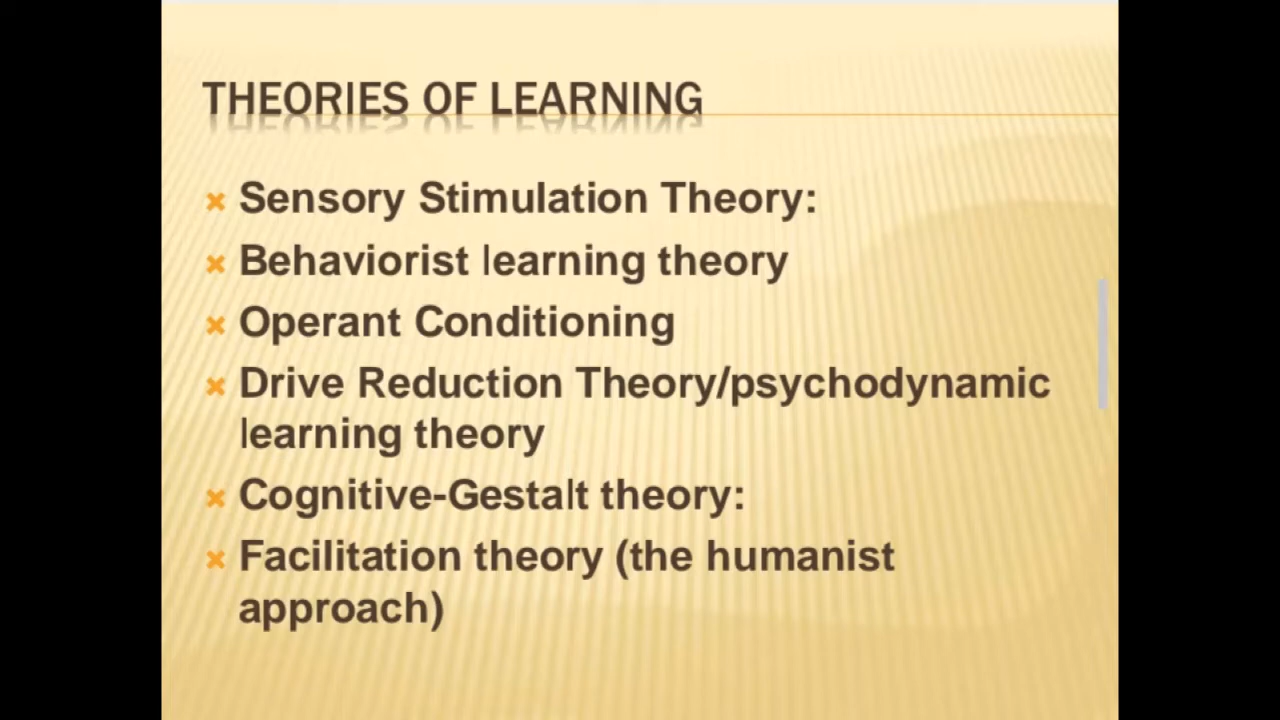 THEORIES OF LEARNING
Sensory Stimulation Theory:
Behaviorist learning theory
Operant Conditioning
Drive Reduction Theory/psychodynamic
learning theory
Cognitive-Gestalt theory:
Facilitation theory (the humanist
approach)